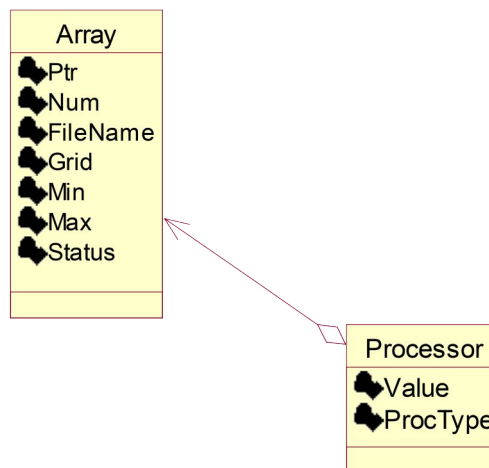 Array
Ptr
Num
FileName
Grid
Min
Max
Status
Processor
Value
ProcType